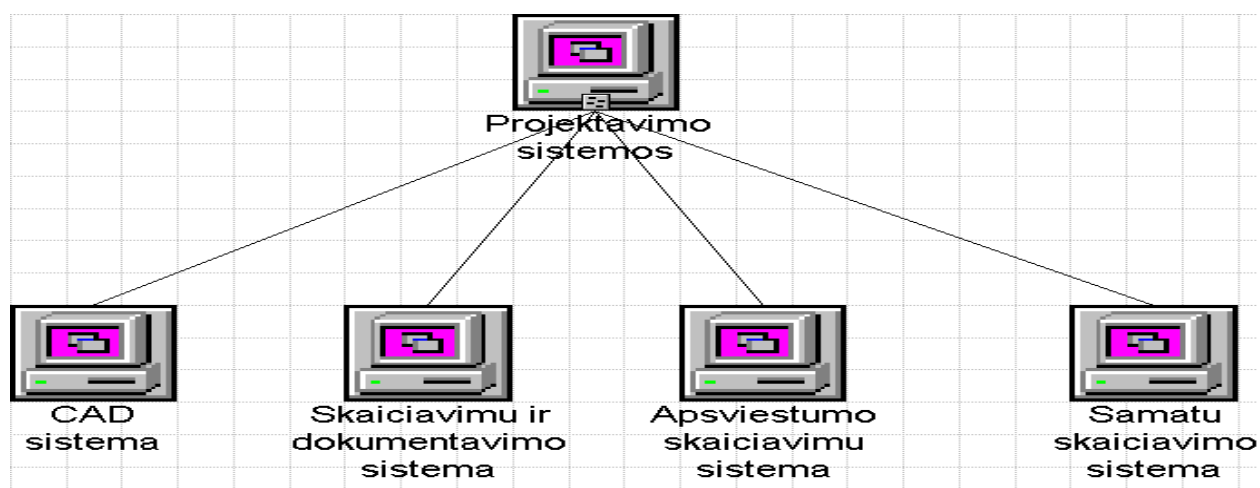 Projektavimo
sistemos
CAD
sistema
Skaiciavimu ir
dokumentavimo
sistema
Apsviestumo
skaiciavimu
sistema
Samatu
skaiciavimo
sistema